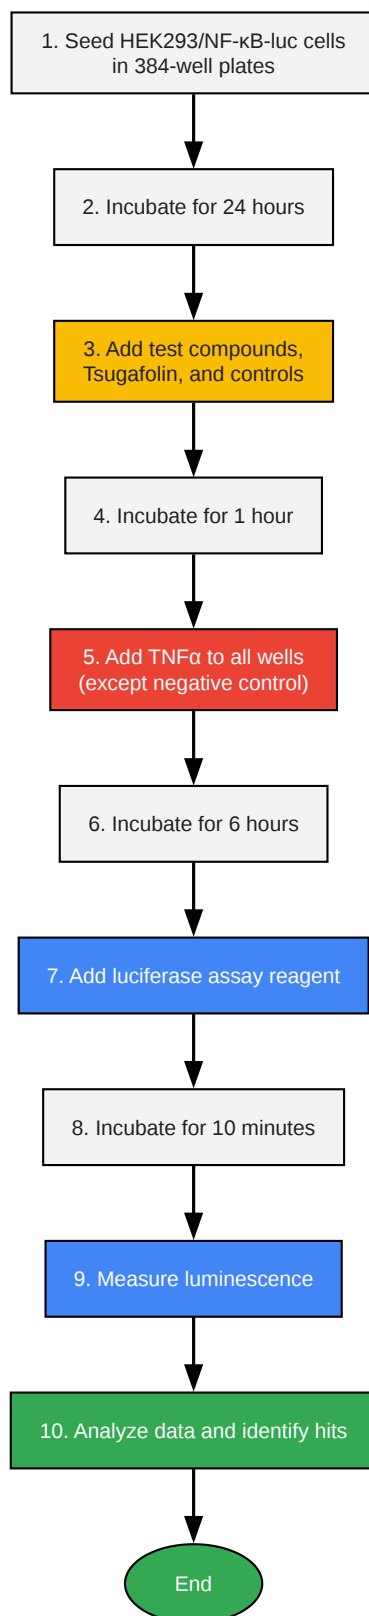 1. Seed HEK293/NF-κB-luc cells
in 384-well plates
2. Incubate for 24 hours
3. Add test compounds,
Tsugafolin, and controls
4. Incubate for 1 hour
5. Add TNFα to all wells
(except negative control)
6. Incubate for 6 hours
7. Add luciferase assay reagent
8. Incubate for 10 minutes
9. Measure luminescence
10. Analyze data and identify hits
End